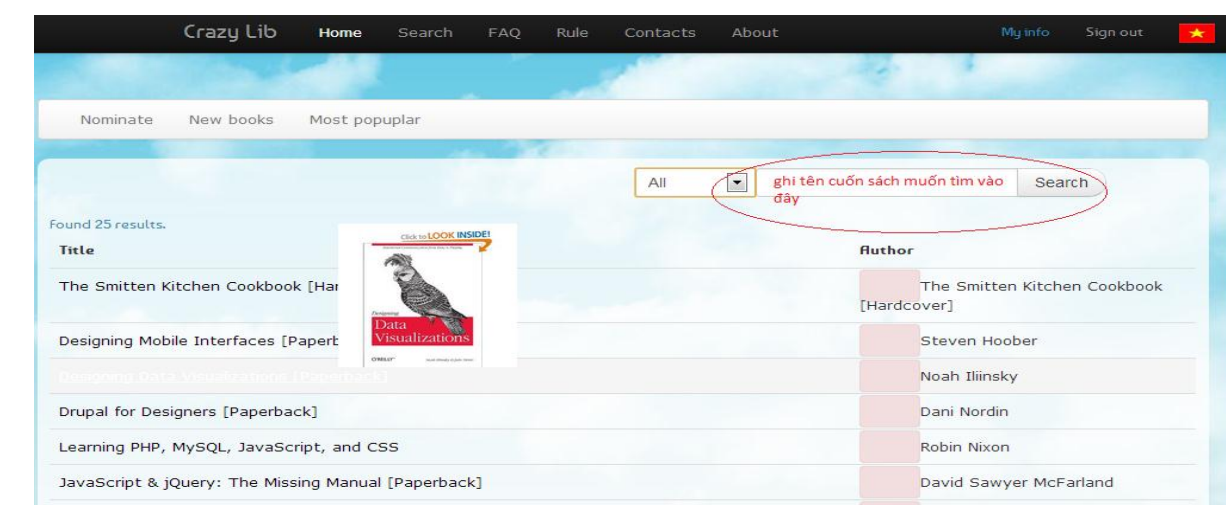 Crazy Lib Home Search FAQ Rule Contacts About My info Sign out
Nominate New books Most popuplar
All ghi tên cuốn sách muốn tìm vào Search
đây
Found 25 results.
Click to LOOK INSIDE!
Title Author
The Smitten Kitchen Cookbook [Har The Smitten Kitchen Cookbook
[Hardcover]
Designing
Data
Visualizations
O'REILLY
Designing Mobile Interfaces [Paperb Steven Hoober
Designing Data Visualizations [Paperback] Noah Iliinsky
Drupal for Designers [Paperback] Dani Nordin
Learning PHP, MySQL, JavaScript, and CSS Robin Nixon
JavaScript & jQuery: The Missing Manual [Paperback] David Sawyer McFarland